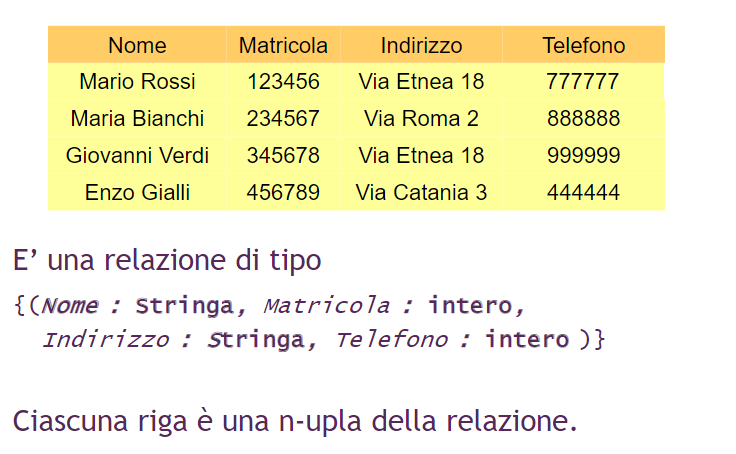 Nome Matricola Indirizzo Telefono
Mario Rossi 123456 Via Etnea 18 777777
Maria Bianchi 234567 Via Roma 2 888888
Giovanni Verdi 345678 Via Etnea 18 999999
Enzo Gialli 456789 Via Catania 3 444444
E’ una relazione di tipo
{(Nome : Stringa, Matricola : intero,
Indirizzo : Stringa, Telefono : intero )}
Ciascuna riga è una n-upla della relazione.